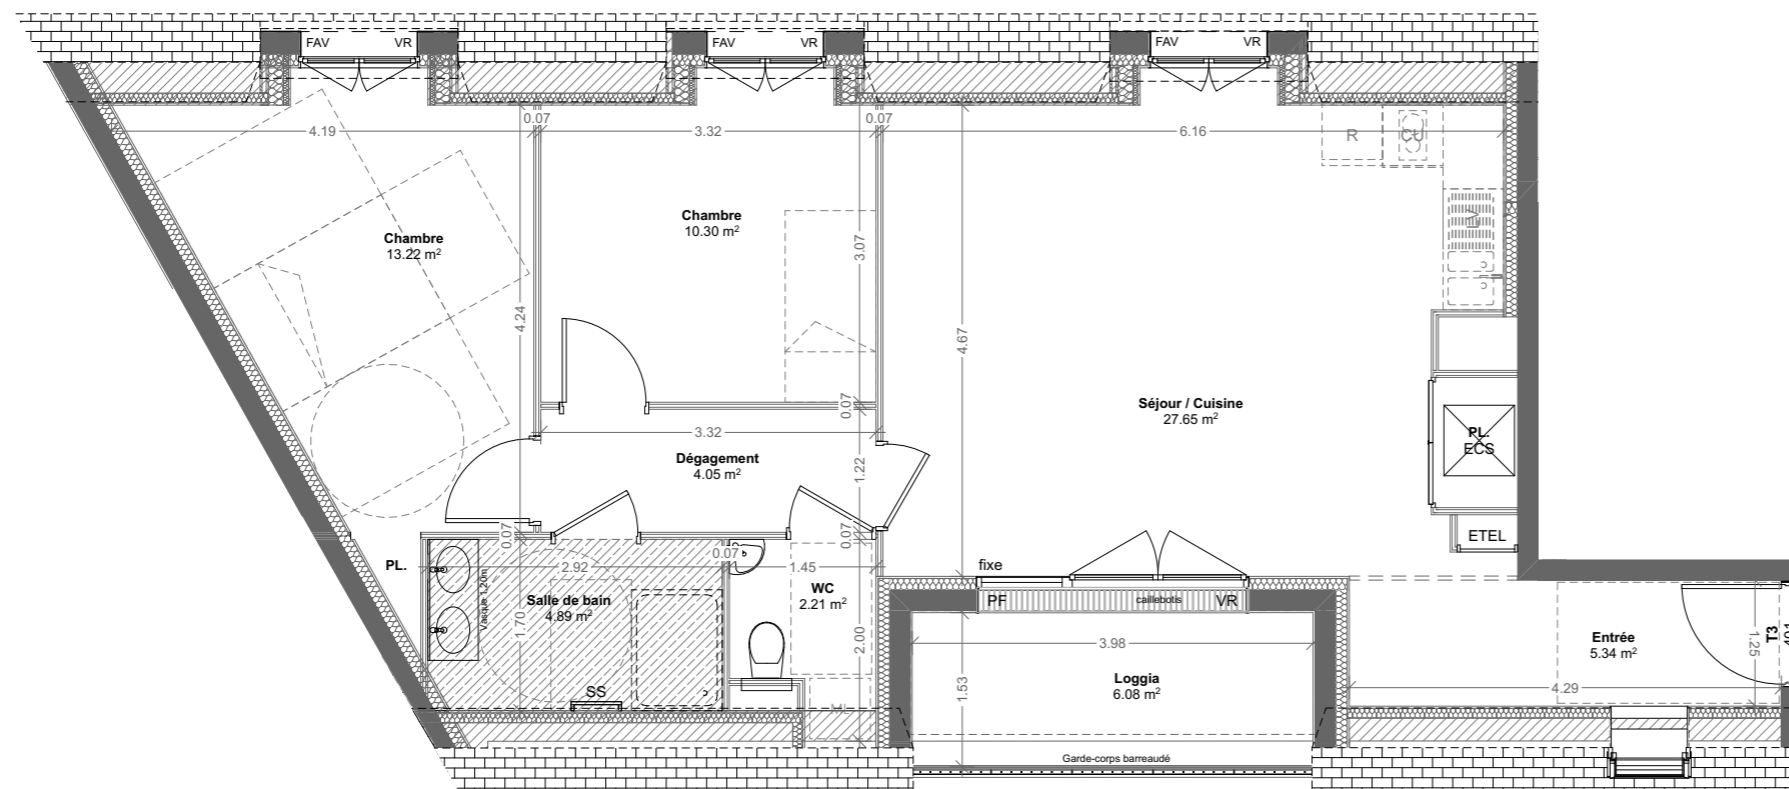 FAV VR
FAV VR
FAV VR
4.19
0.07
3.32
0.07
6.16
R
CU
LV
Chambre
13.22 m²
Chambre
10.30 m²
3.07
4.24
4.67
0.07
3.32
Séjour / Cuisine
27.65 m²
PL.
ECS
Dégagement
4.05 m²
1.22
0.07
0.07
0.07
ETEL
PL.
2.92
1.45
fixe
Vasque 1,20m
Salle de bain
4.89 m²
1.70
WC
2.21 m²
2.00
PF
caillebotis
VR
3.98
Loggia
6.08 m²
1.53
Entrée
5.34 m²
1.25
T3
4.29
SS
Garde-corps barreaudé